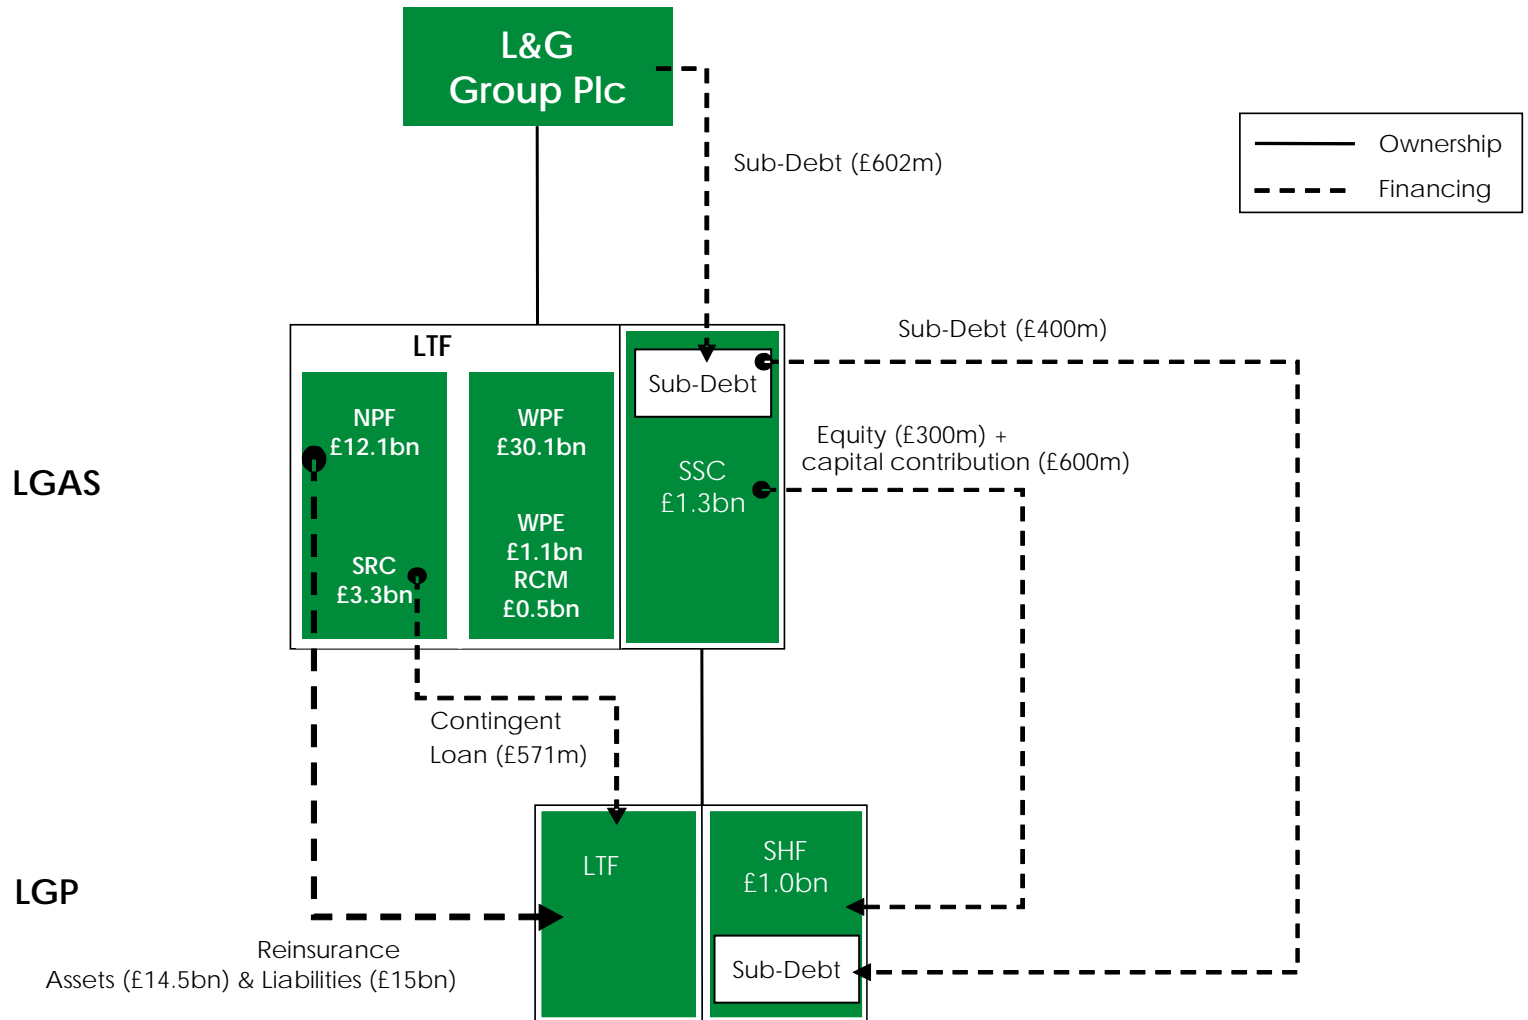 L&G
Group Plc
Sub-Debt (£602m)
Ownership
Financing
LTF
Sub-Debt (£400m)
Sub-Debt
NPF
£12.1bn
WPF
£30.1bn
Equity (£300m) +
capital contribution (£600m)
LGAS
SSC
£1.3bn
WPE
£1.1bn
RCM
£0.5bn
SRC
£3.3bn
Contingent
Loan (£571m)
LGP
LTF
SHF
£1.0bn
Reinsurance
Assets (£14.5bn) & Liabilities (£15bn)
Sub-Debt